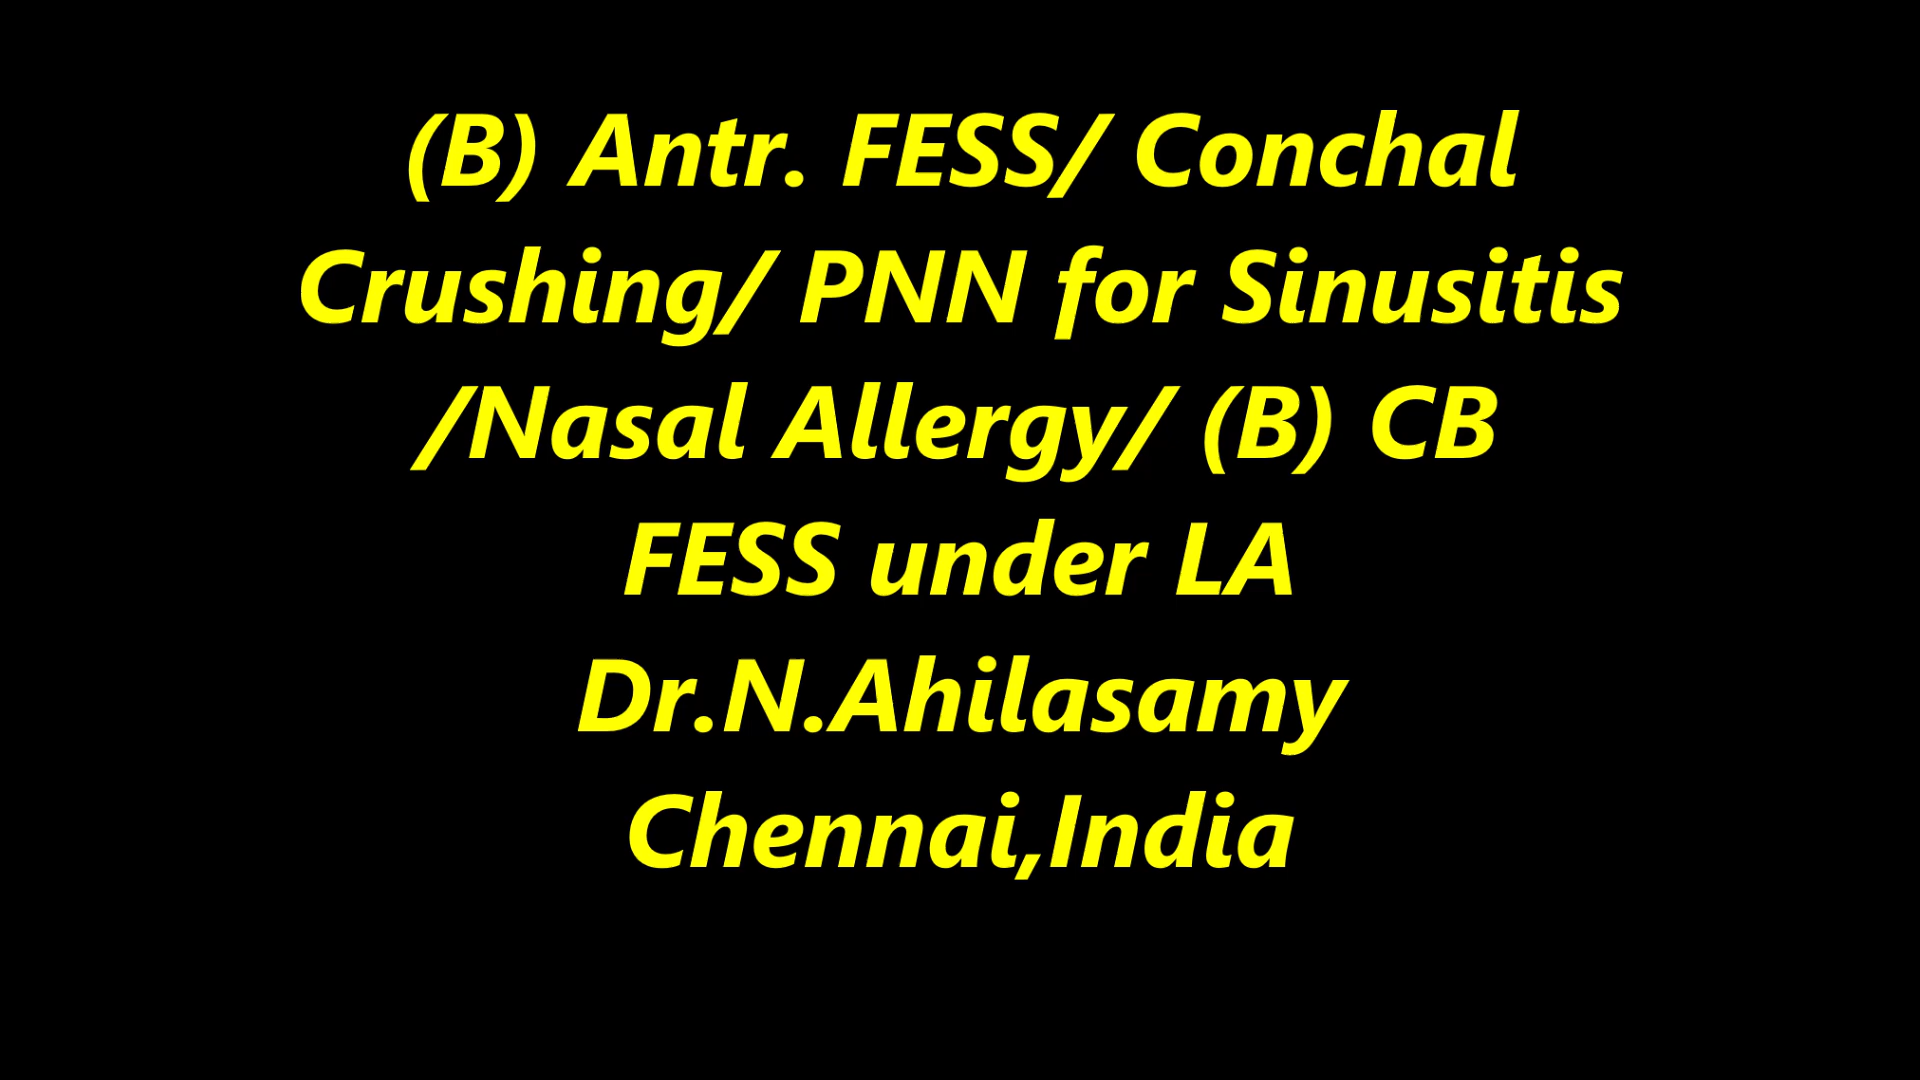 (B) Antr. FESS/ Conchal
Crushing/ PNN for Sinusitis
/Nasal Allergy/ (B) CB
FESS under LA
Dr.N.Ahilasamy
Chennai,India